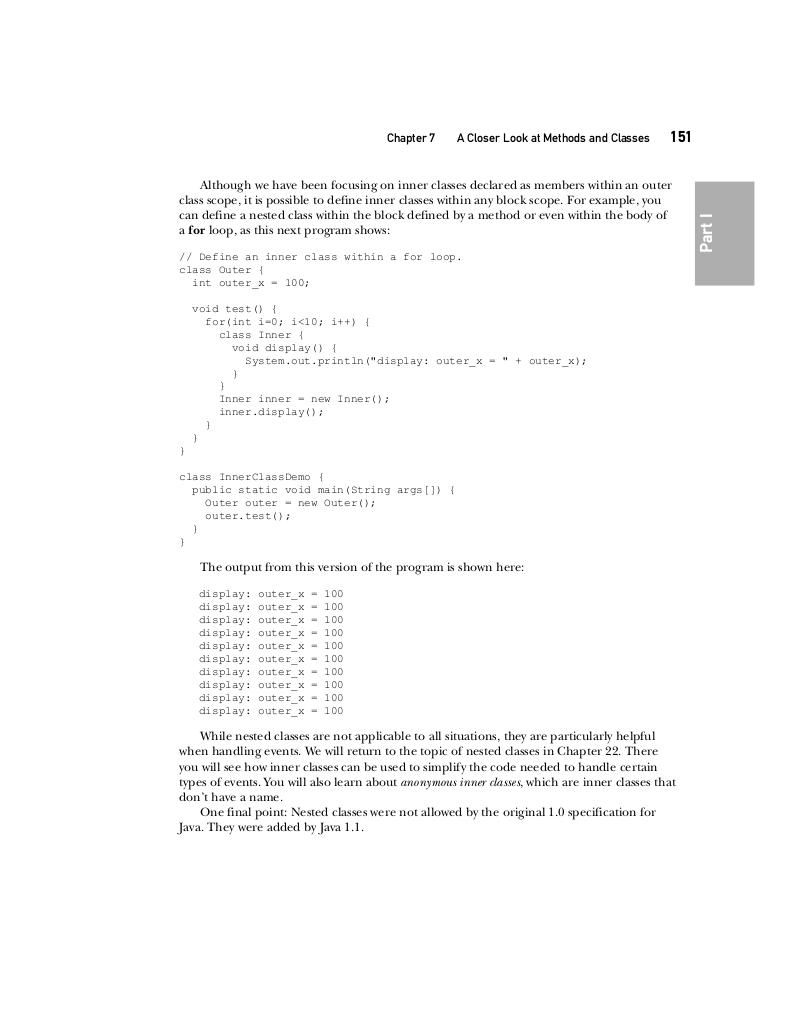 Chapter 7 A Closer Look at Methods and Classes 151
Part I
Although we have been focusing on inner classes declared as members within an outer
class scope, it is possible to define inner classes within any block scope. For example, you
can define a nested class within the block defined by a method or even within the body of
a for loop, as this next program shows:
// Define an inner class within a for loop.
class Outer {
  int outer_x = 100;

  void test() {
    for(int i=0; i<10; i++) {
      class Inner {
        void display() {
          System.out.println("display: outer_x = " + outer_x);
        }
      }
      Inner inner = new Inner();
      inner.display();
    }
  }
}

class InnerClassDemo {
  public static void main(String args[]) {
    Outer outer = new Outer();
    outer.test();
  }
}
The output from this version of the program is shown here:
display: outer_x = 100
display: outer_x = 100
display: outer_x = 100
display: outer_x = 100
display: outer_x = 100
display: outer_x = 100
display: outer_x = 100
display: outer_x = 100
display: outer_x = 100
display: outer_x = 100
While nested classes are not applicable to all situations, they are particularly helpful
when handling events. We will return to the topic of nested classes in Chapter 22. There
you will see how inner classes can be used to simplify the code needed to handle certain
types of events. You will also learn about anonymous inner classes, which are inner classes that
don't have a name.
One final point: Nested classes were not allowed by the original 1.0 specification for
Java. They were added by Java 1.1.